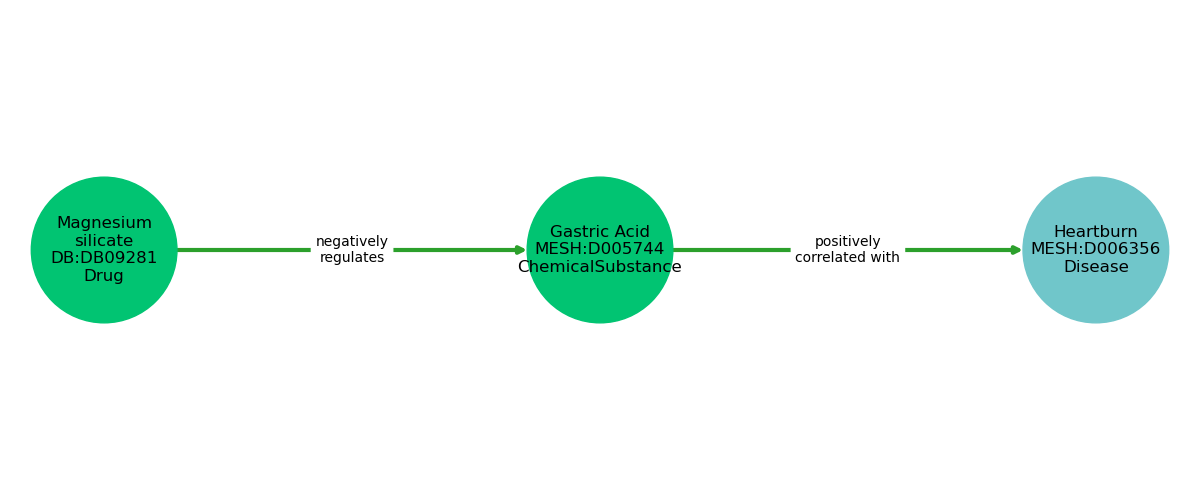 Magnesium
silicate
DB:DB09281
Drug
negatively
regulates
Gastric Acid
MESH:D005744
ChemicalSubstance
positively
correlated with
Heartburn
MESH:D006356
Disease